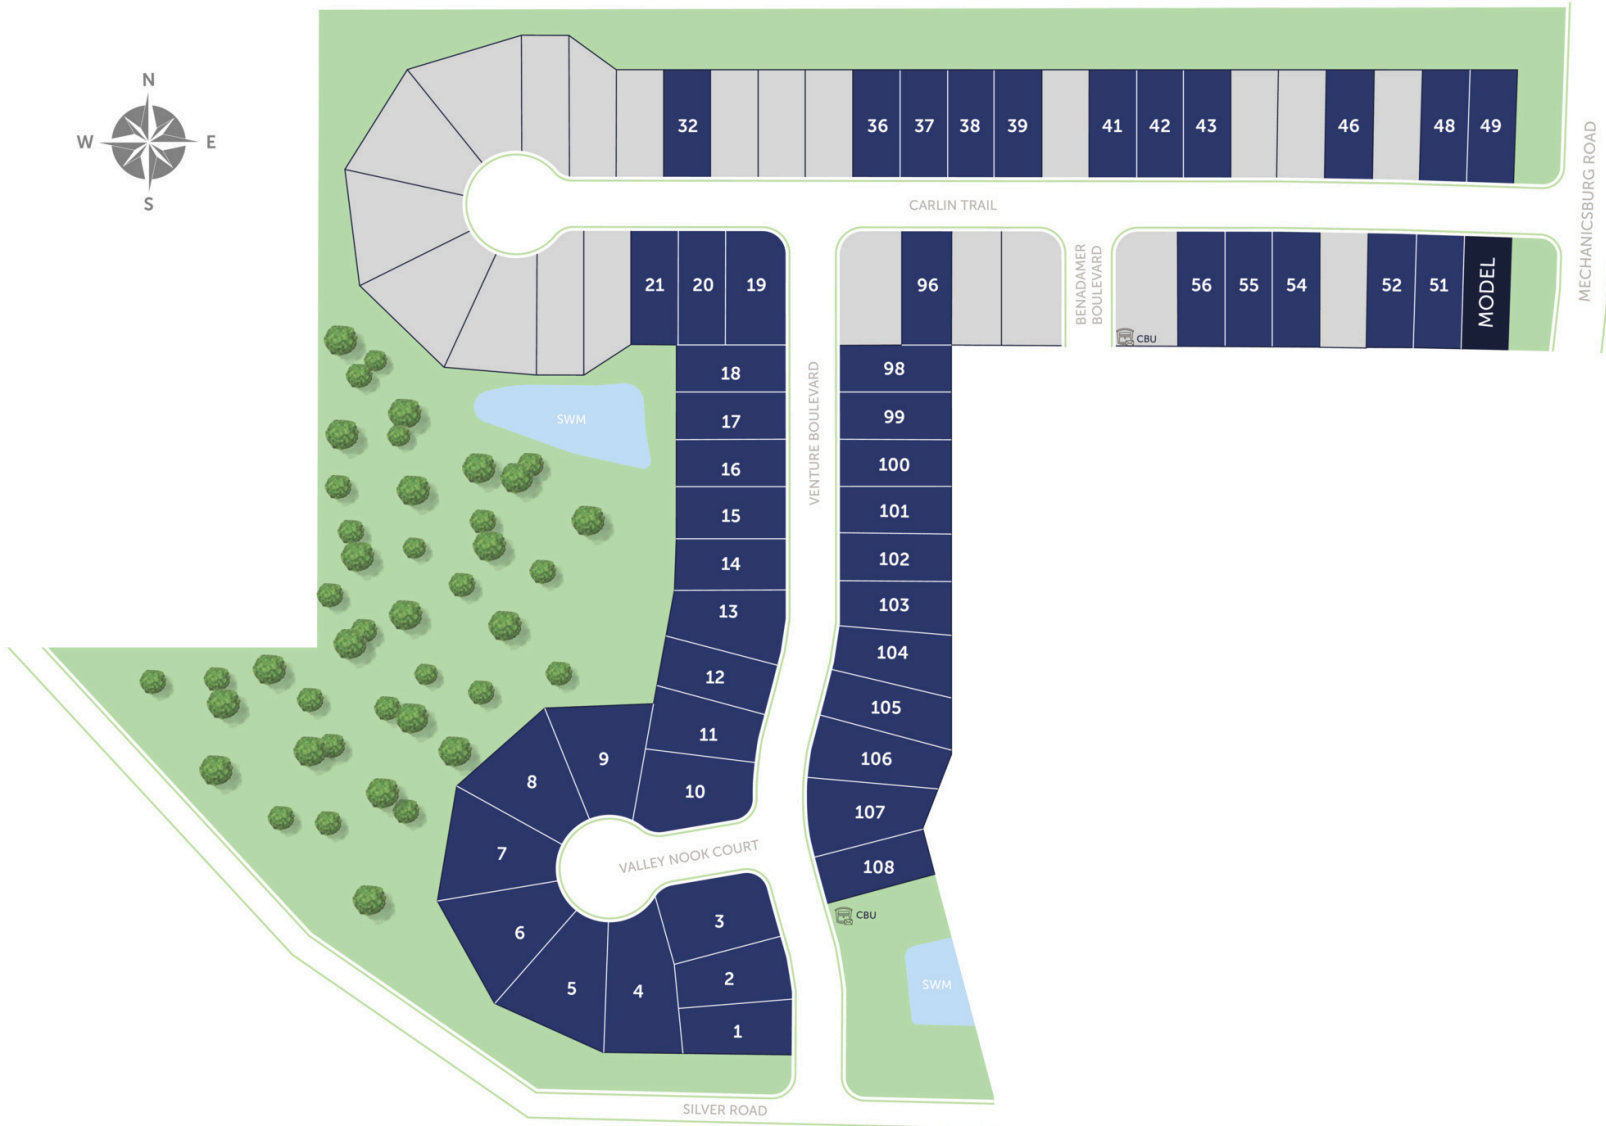 N
W E
S
32 36 37 38 39 41 42 43 46 48 49
CARLIN TRAIL
MECHANICSBURG ROAD
21 20 19 96
BENADAMER
BOULEVARD
56 55 54 52 51 MODEL
CBU
VENTURE BOULEVARD
SWM
18
17
16
15
14
13
12
11
10
98
99
100
101
102
103
104
105
106
107
108
9
8
7
6
5
4
3
2
1
VALLEY NOOK COURT
CBU
SWM
SILVER ROAD